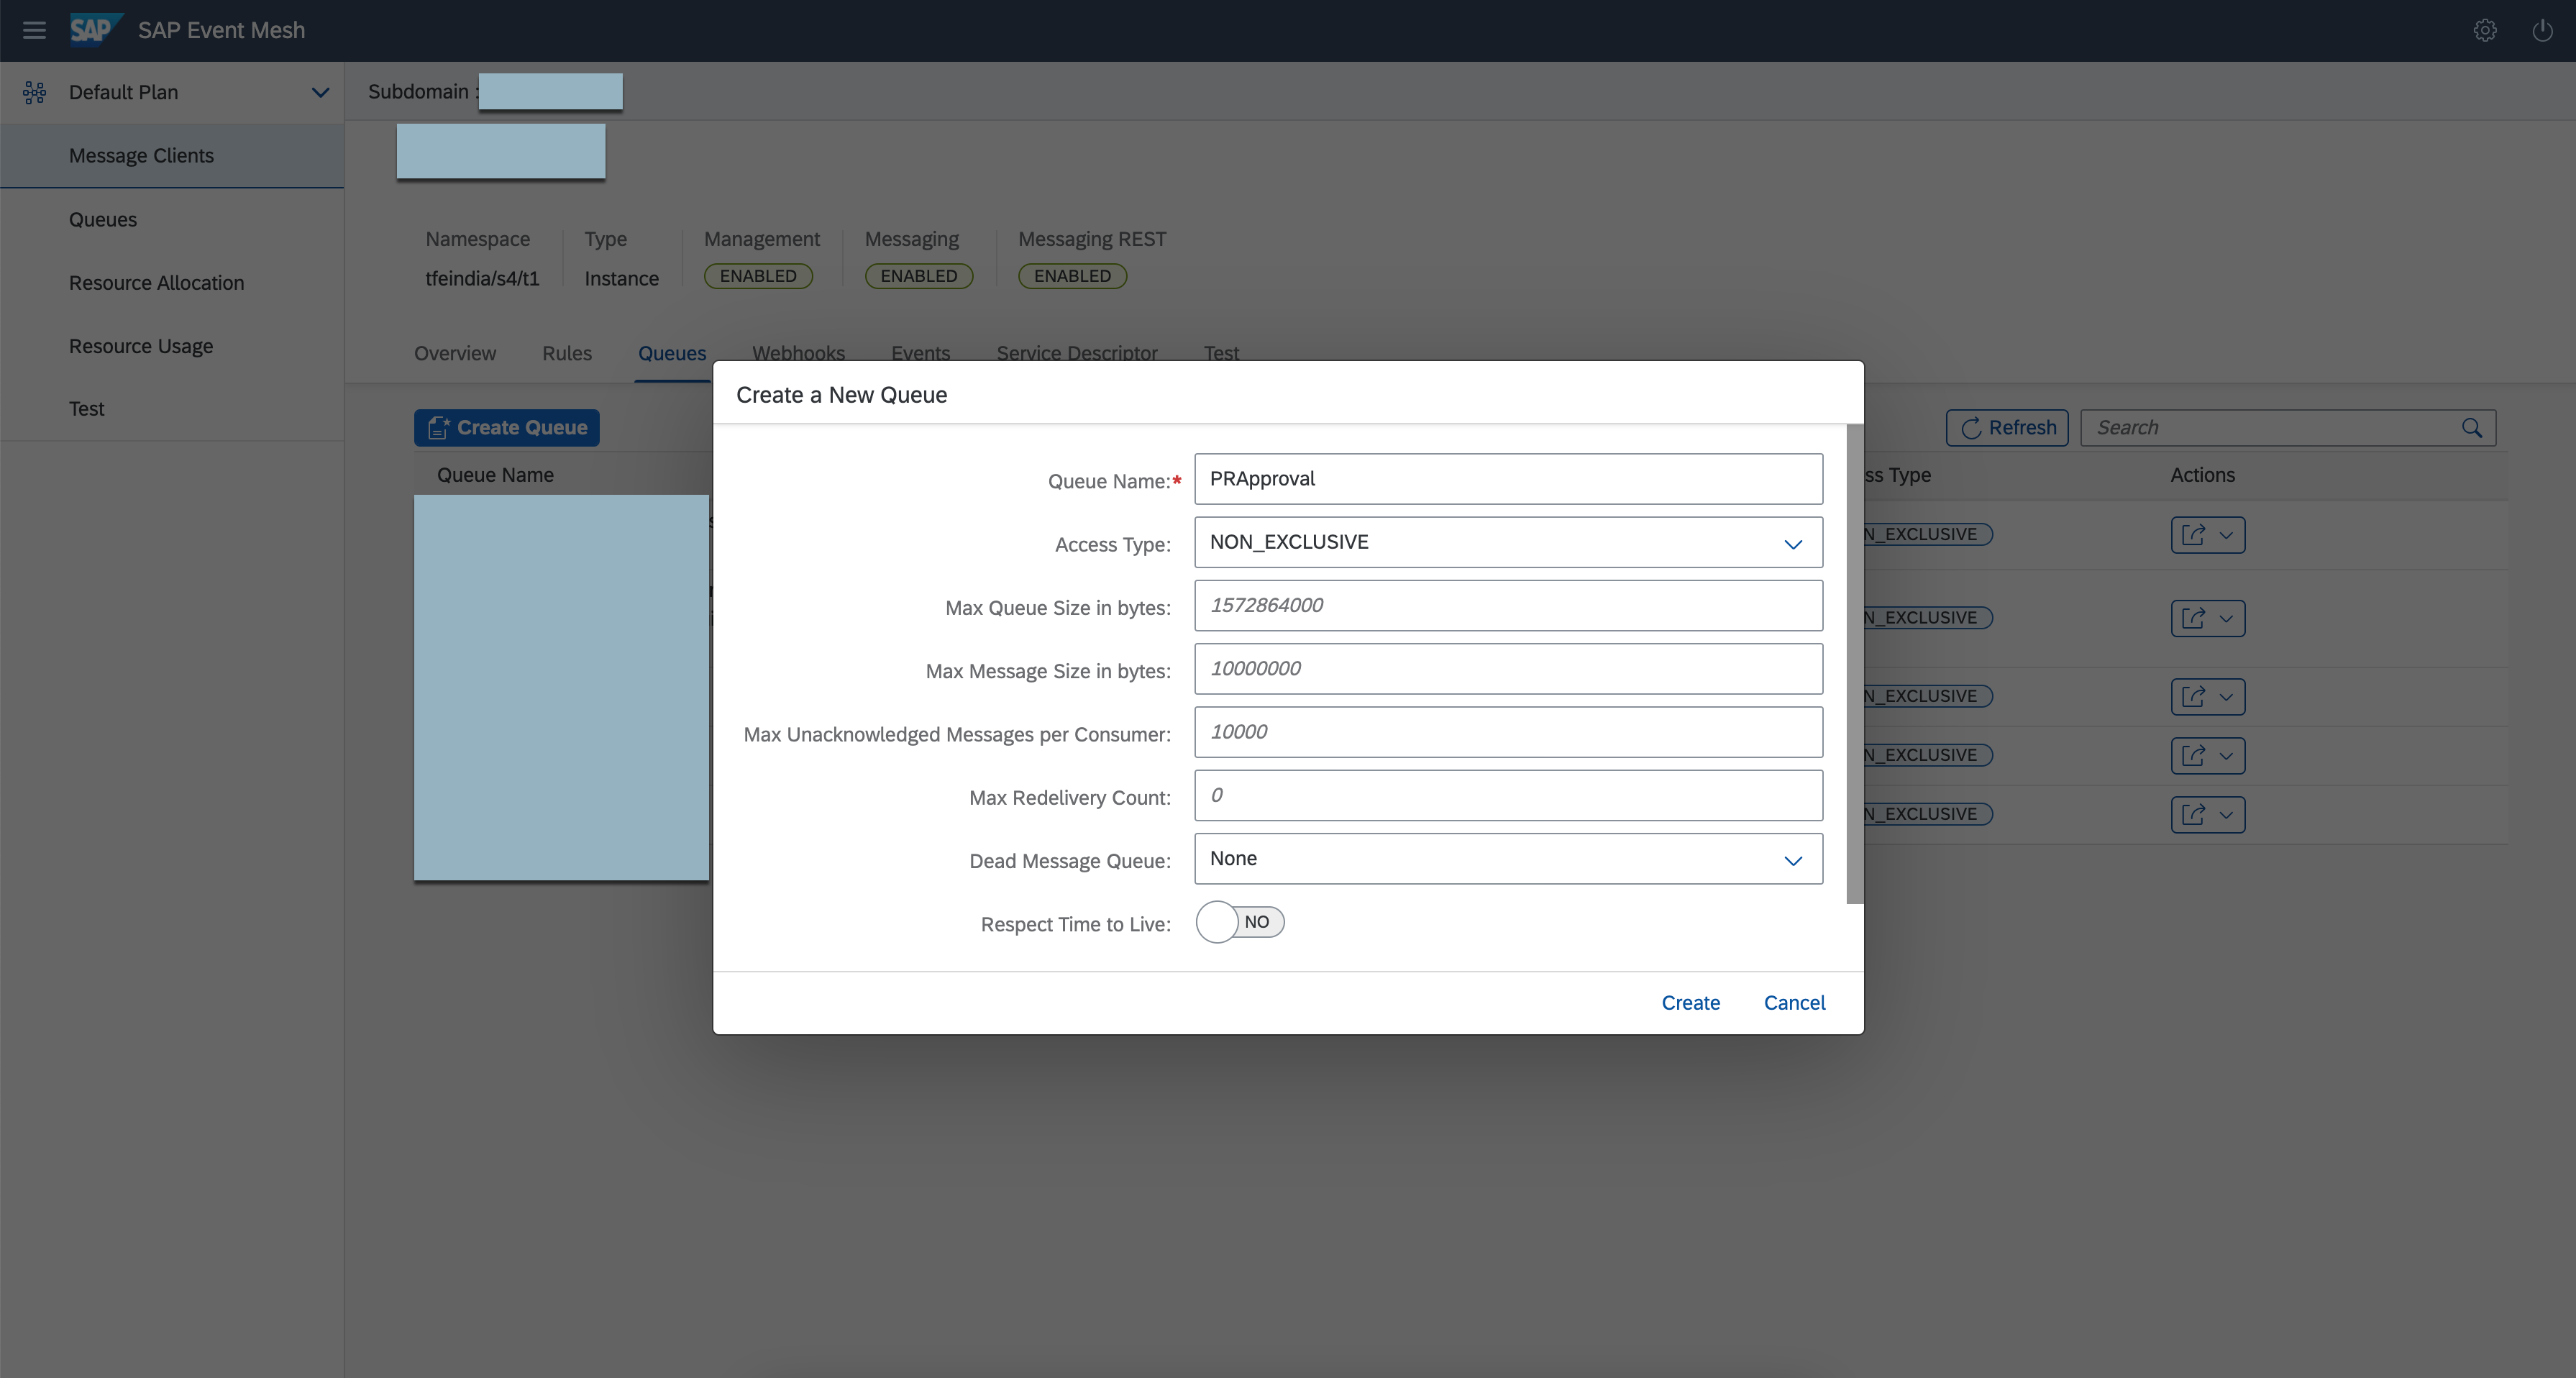 SAP SAP Event Mesh
Default Plan
Subdomain :
Message Clients
Queues
Resource Allocation
Resource Usage
Test
Namespace Type Management Messaging Messaging REST
tfeindia/s4/t1 Instance ENABLED ENABLED ENABLED
Overview Rules Queues Webhooks Events Service Descriptor Test
Create Queue Refresh Search
Queue Name ss Type Actions
N_EXCLUSIVE
N_EXCLUSIVE
N_EXCLUSIVE
N_EXCLUSIVE
N_EXCLUSIVE
Create a New Queue
Queue Name:* PRApproval
Access Type: NON_EXCLUSIVE
Max Queue Size in bytes: 1572864000
Max Message Size in bytes: 10000000
Max Unacknowledged Messages per Consumer: 10000
Max Redelivery Count: 0
Dead Message Queue: None
Respect Time to Live: NO
Create Cancel